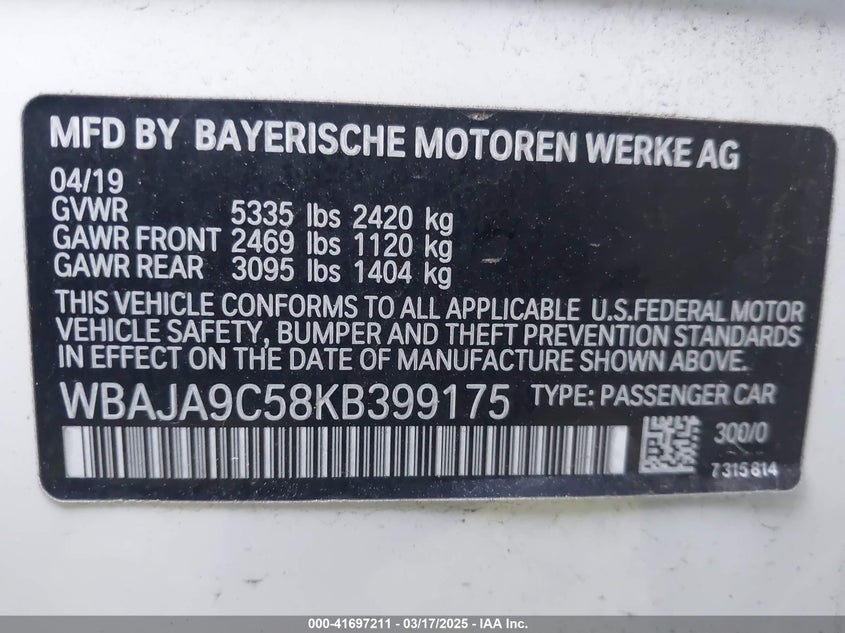 MFD BY BAYERISCHE MOTOREN WERKE AG
04/19
GVWR 5335 lbs 2420 kg
GAWR FRONT 2469 lbs 1120 kg
GAWR REAR 3095 lbs 1404 kg
THIS VEHICLE CONFORMS TO ALL APPLICABLE U.S.FEDERAL MOTOR
VEHICLE SAFETY, BUMPER AND THEFT PREVENTION STANDARDS
IN EFFECT ON THE DATE OF MANUFACTURE SHOWN ABOVE.
WBAJA9C58KB399175 TYPE: PASSENGER CAR
300/0
7315814
000-41697211 - 03/17/2025 - IAA Inc.